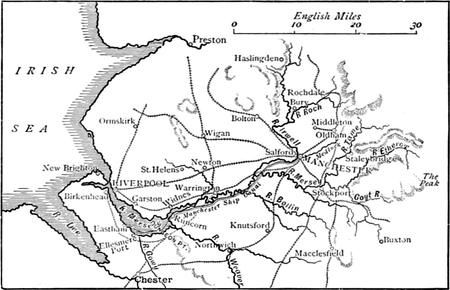 English Miles
0 10 20 30
Preston
IRISH
SEA
Haslingden
Rochdale
Bury
R Roch
Ormskirk
Bolton
R Irwell
Middleton
Oldham
R Tame
Wigan
Salford
MANCHESTER
Staleybridge
R Etherow
New Brighton
St. Helens
Newton
LIVERPOOL
Warrington
R Mersey
Stockport
Goyt R.
The
Peak
Birkenhead
Garston
Widnes
Manchester Ship Canal
R. Bollin
R. Dee
R. Mersey
Runcorn
Knutsford
Eastham
Ellesmere
Port
R Gowy
Northwich
Macclesfield
Buxton
R. Weaver
Chester